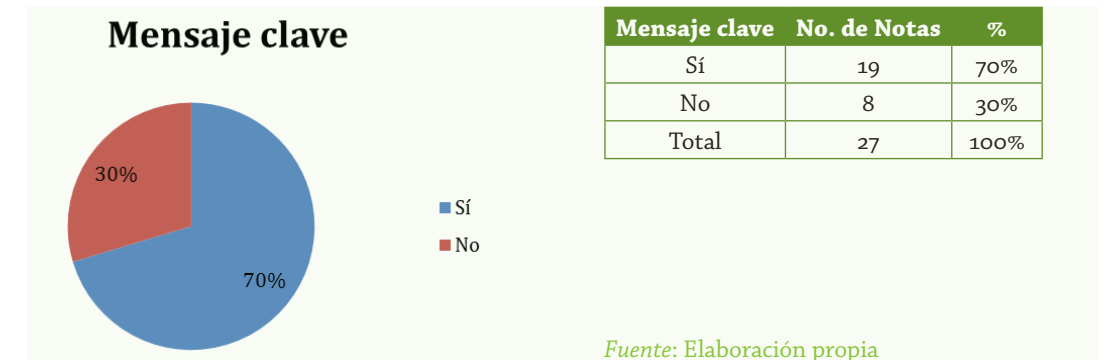 Mensaje clave
30%
70%
Sí
No
Mensaje clave No. de Notas %
Sí 19 70%
No 8 30%
Total 27 100%
Fuente: Elaboración propia